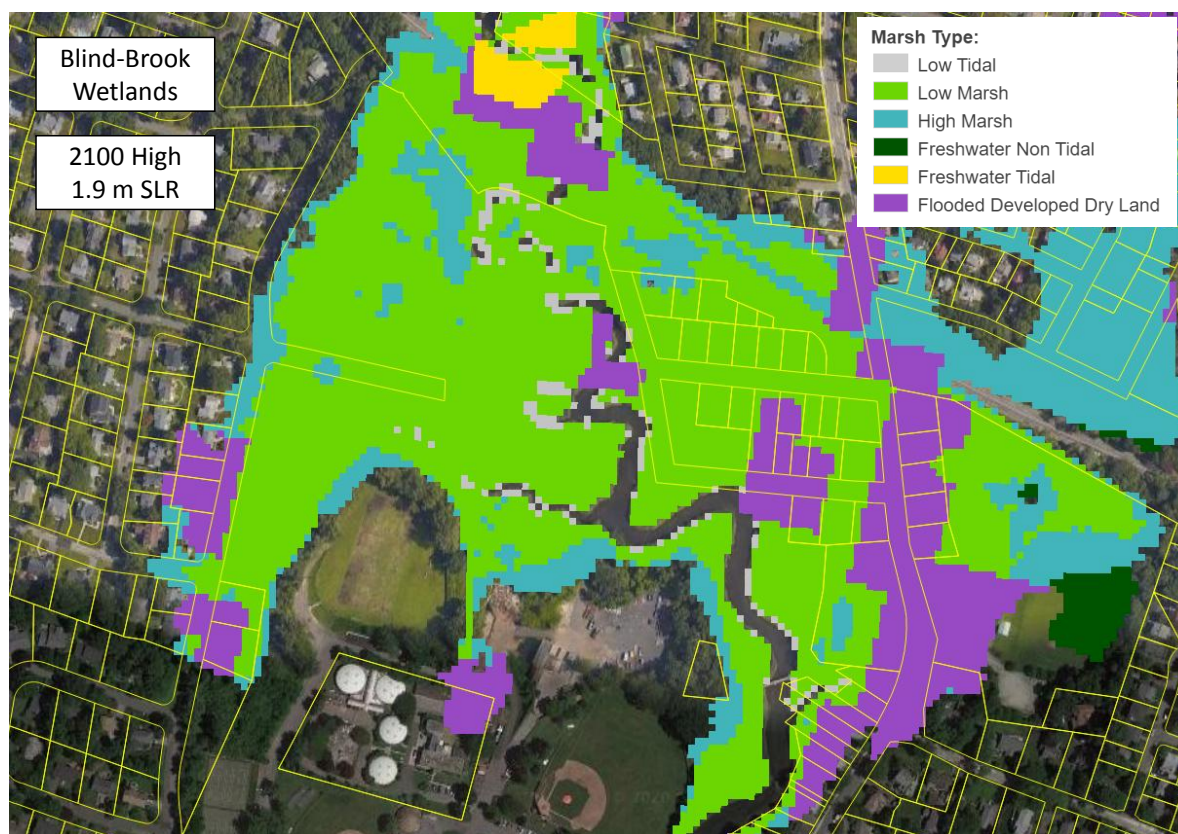 Blind-Brook
Wetlands
2100 High
1.9 m SLR
Marsh Type:
Low Tidal
Low Marsh
High Marsh
Freshwater Non Tidal
Freshwater Tidal
Flooded Developed Dry Land